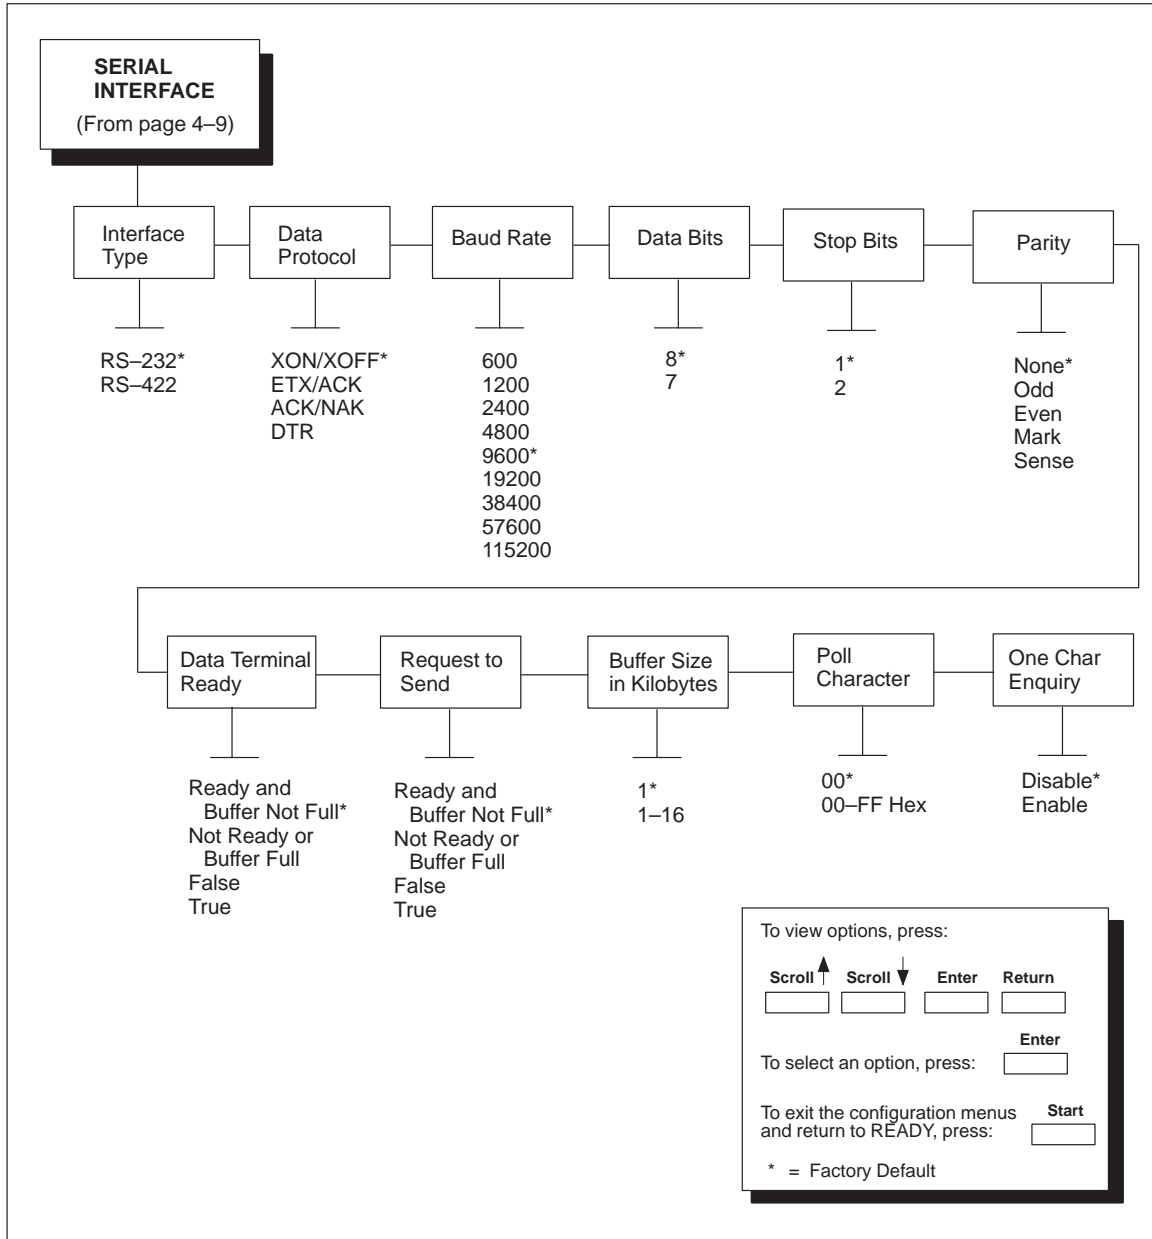 SERIAL
INTERFACE
(From page 4–9)
Interface
Type
Data
Protocol
Baud Rate
Data Bits
Stop Bits
Parity
RS–232*
RS–422
XON/XOFF*
ETX/ACK
ACK/NAK
DTR
600
1200
2400
4800
9600*
19200
38400
57600
115200
8*
7
1*
2
None*
Odd
Even
Mark
Sense
Data Terminal
Ready
Request to
Send
Buffer Size
in Kilobytes
Poll
Character
One Char
Enquiry
Ready and
Buffer Not Full*
Not Ready or
Buffer Full
False
True
Ready and
Buffer Not Full*
Not Ready or
Buffer Full
False
True
1*
1–16
00*
00–FF Hex
Disable*
Enable
To view options, press:
Scroll Scroll Enter Return
Enter
To select an option, press:
To exit the configuration menus
and return to READY, press:
Start
* = Factory Default